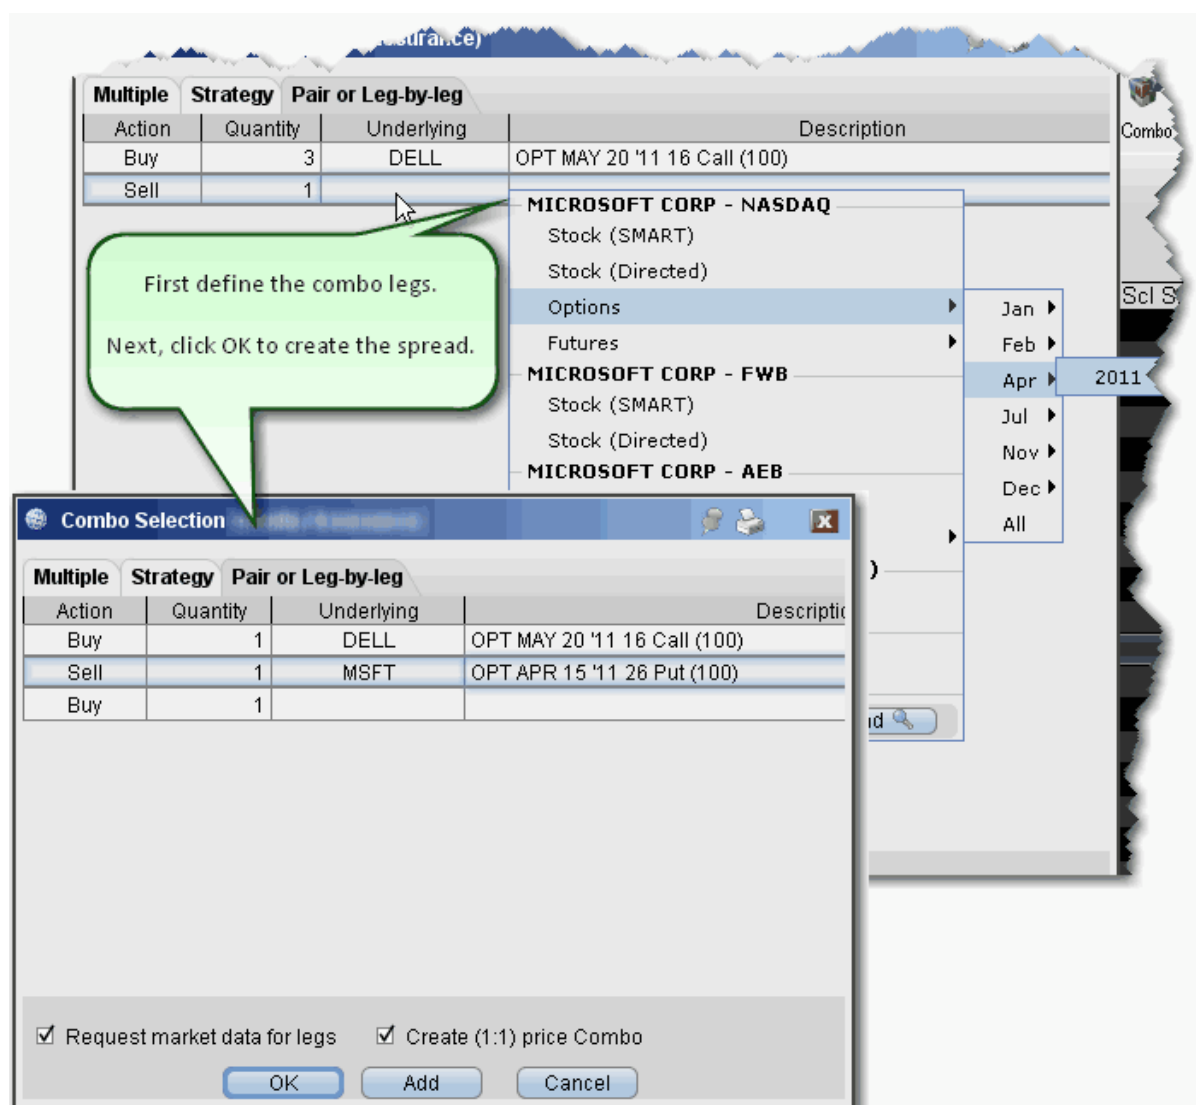 Multiple Strategy Pair or Leg-by-leg
Action Quantity Underlying Description
Combo
Buy 3 DELL OPT MAY 20 '11 16 Call (100)
Sell 1
MICROSOFT CORP - NASDAQ
Stock (SMART)
Stock (Directed)
Options
Futures
MICROSOFT CORP - FWB
Stock (SMART)
Stock (Directed)
MICROSOFT CORP - AEB
Jan
Feb
Apr
Jul
Nov
Dec
All
2011
Scl S
First define the combo legs.
Next, click OK to create the spread.
Combo Selection
Multiple Strategy Pair or Leg-by-leg
Action Quantity Underlying Descriptio
Buy 1 DELL OPT MAY 20 '11 16 Call (100)
Sell 1 MSFT OPT APR 15 '11 26 Put (100)
Buy 1
Request market data for legs Create (1:1) price Combo
OK Add Cancel